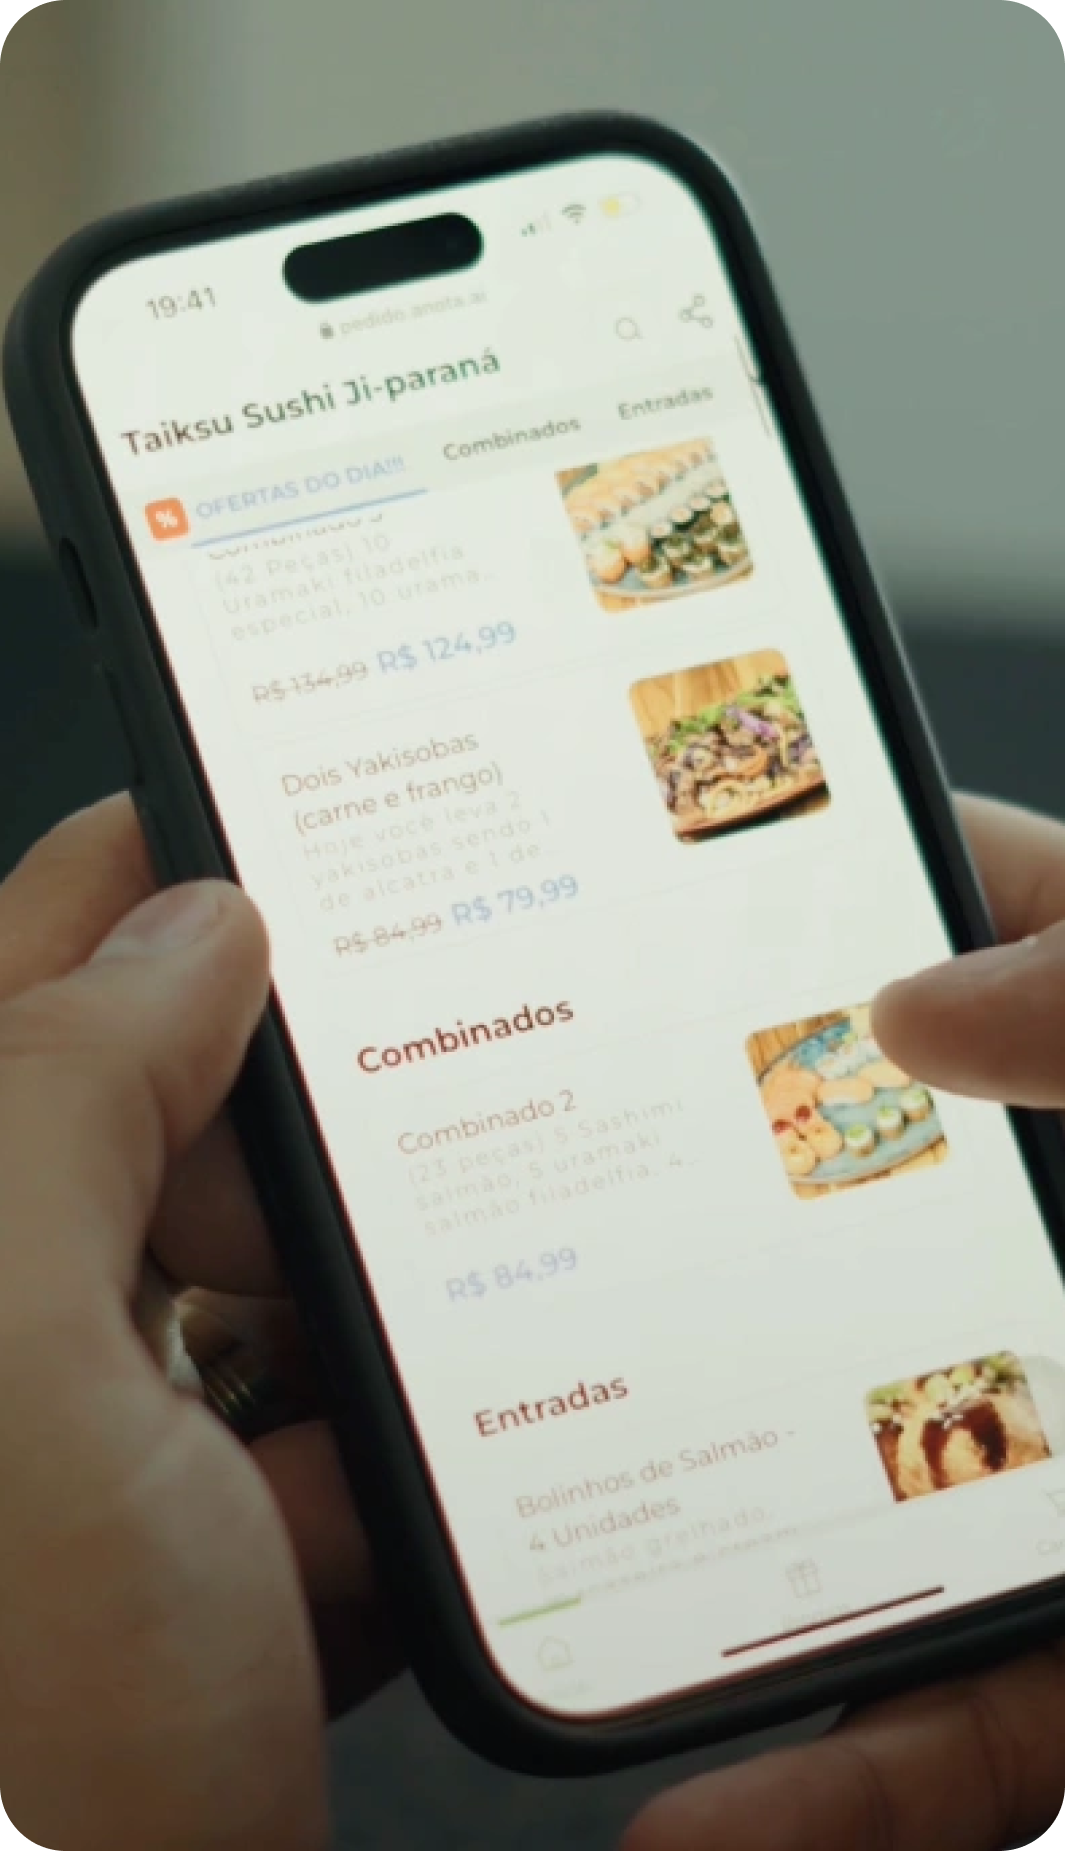 19:41
pedido.anota.ai
Taiksu Sushi Ji-paraná
% OFERTAS DO DIA!!! Combinados Entradas
(42 Peças) 10
Uramaki filadelfia
especial, 10 urama...
R$ 134,99 R$ 124,99
Dois Yakisobas
(carne e frango)
Hoje você leva 2
yakisobas sendo 1
de alcatra e 1 de...
R$ 84,99 R$ 79,99
Combinados
Combinado 2
(23 peças) 5 Sashimi
salmão, 5 uramaki
salmão filadelfia, 4...
R$ 84,99
Entradas
Bolinhos de Salmão -
4 Unidades
Salmão grelhado,